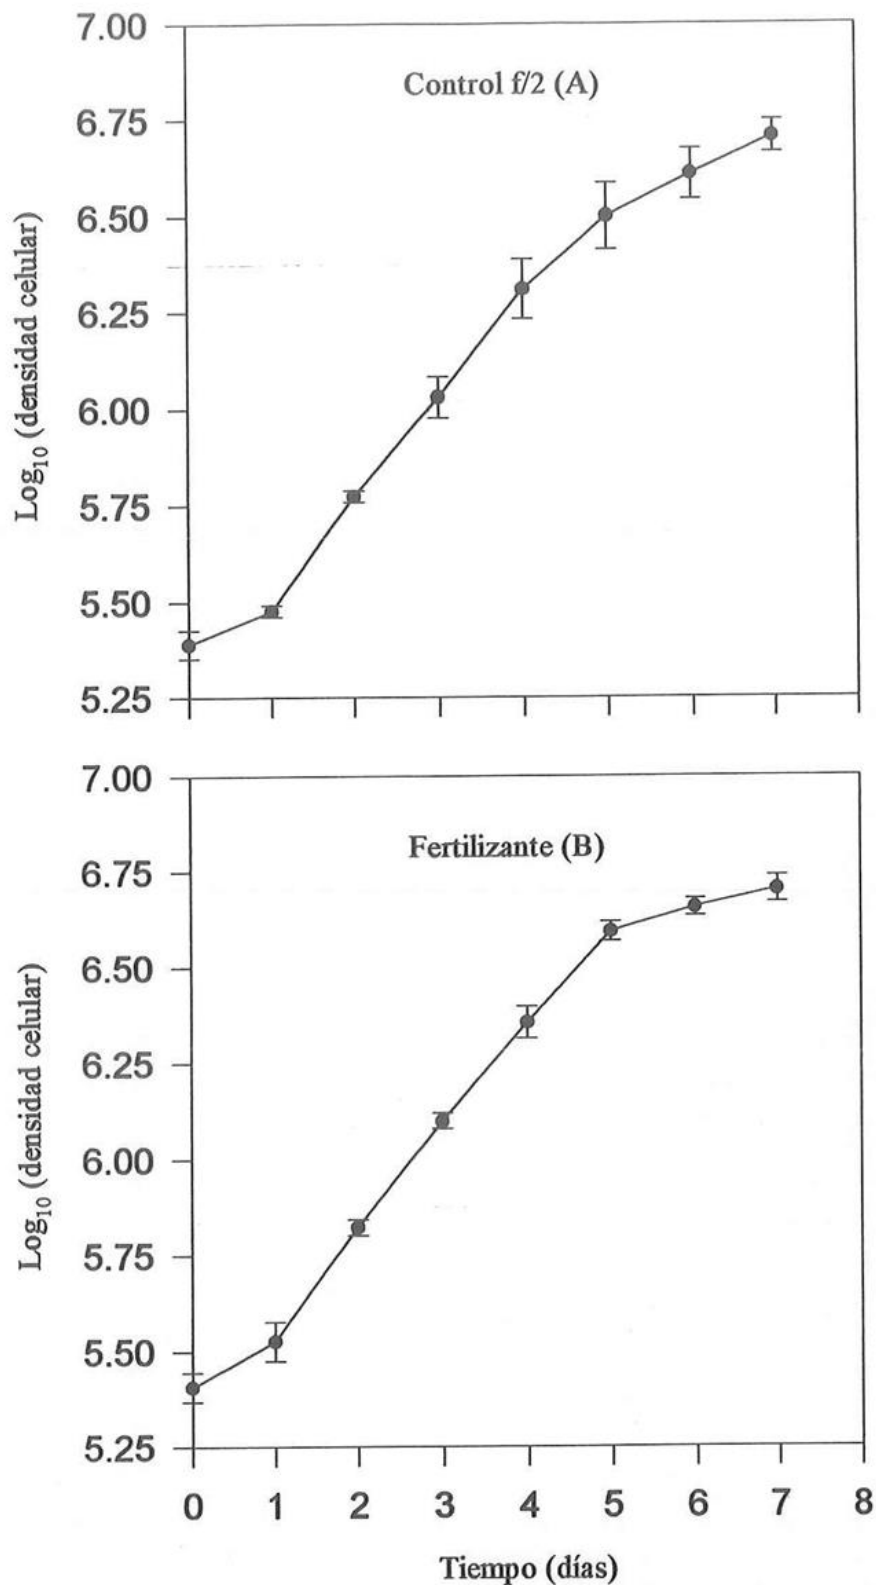 7.00
Control f/2 (A)
6.75
6.50
6.25
6.00
5.75
5.50
5.25
Log₁₀ (densidad celular)
7.00
Fertilizante (B)
6.75
6.50
6.25
6.00
5.75
5.50
5.25
Log₁₀ (densidad celular)
0 1 2 3 4 5 6 7 8
Tiempo (días)